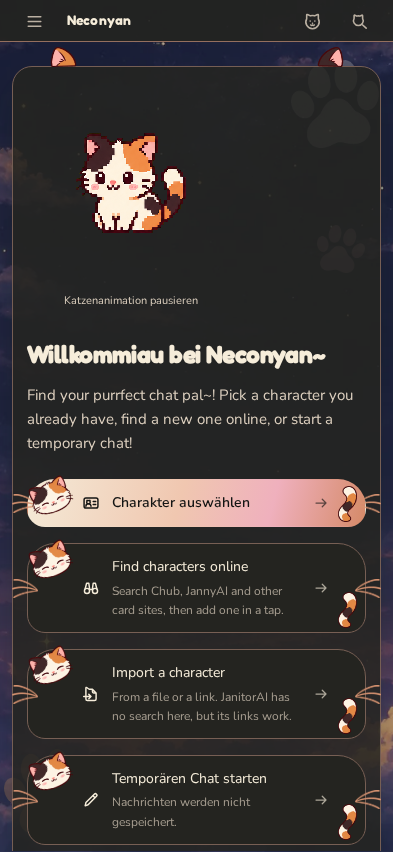 Neconyan
Katzenanimation pausieren
Willkommiau bei Neconyan~
Find your purrfect chat pal~! Pick a character you
already have, find a new one online, or start a
temporary chat!
Charakter auswählen
Find characters online
Search Chub, JannyAI and other
card sites, then add one in a tap.
Import a character
From a file or a link. JanitorAI has
no search here, but its links work.
Temporären Chat starten
Nachrichten werden nicht
gespeichert.